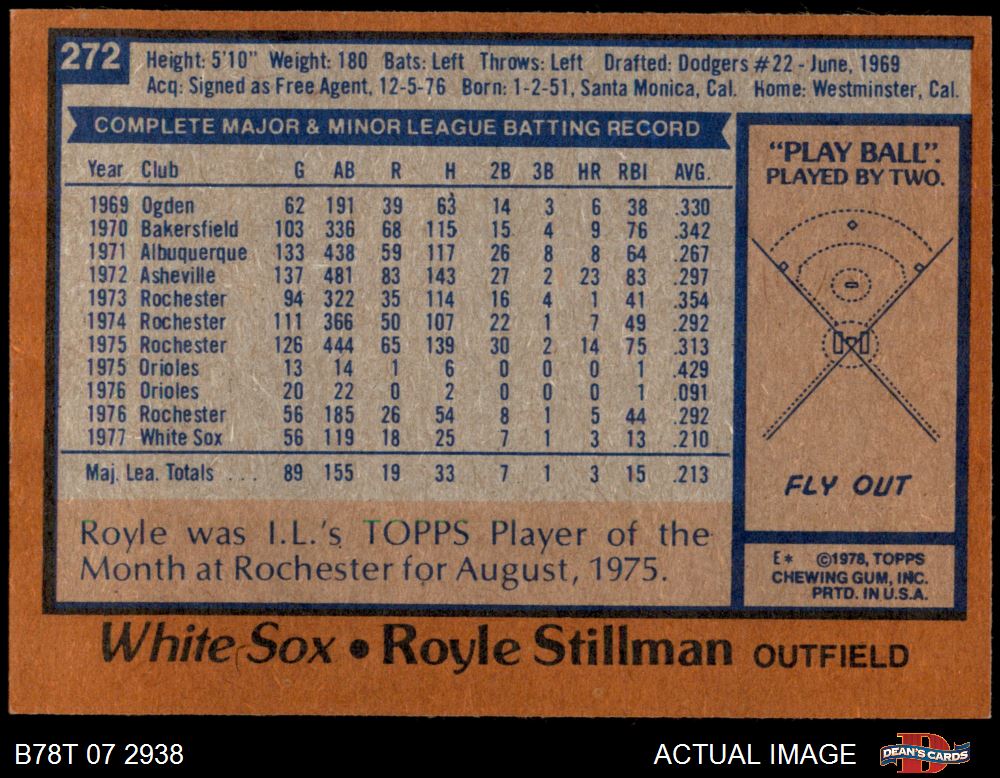 272
Height: 5'10" Weight: 180 Bats: Left Throws: Left Drafted: Dodgers #22 - June, 1969
Acq: Signed as Free Agent, 12-5-76 Born: 1-2-51, Santa Monica, Cal. Home: Westminster, Cal.
COMPLETE MAJOR & MINOR LEAGUE BATTING RECORD
Year Club G AB R H 2B 3B HR RBI AVG.
1969 Ogden 62 191 39 63 14 3 6 38 .330
1970 Bakersfield 103 336 68 115 15 4 9 76 .342
1971 Albuquerque 133 438 59 117 26 8 8 64 .267
1972 Asheville 137 481 83 143 27 2 23 83 .297
1973 Rochester 94 322 35 114 16 4 1 41 .354
1974 Rochester 111 366 50 107 22 1 7 49 .292
1975 Rochester 126 444 65 139 30 2 14 75 .313
1975 Orioles 13 14 1 6 0 0 0 1 .429
1976 Orioles 20 22 0 2 0 0 0 1 .091
1976 Rochester 56 185 26 54 8 1 5 44 .292
1977 White Sox 56 119 18 25 7 1 3 13 .210
Maj. Lea. Totals . . . 89 155 19 33 7 1 3 15 .213
Royle was I.L.'s TOPPS Player of the
Month at Rochester for August, 1975.
"PLAY BALL".
PLAYED BY TWO.
FLY OUT
E* ©1978, TOPPS
CHEWING GUM, INC.
PRTD. IN U.S.A.
White Sox • Royle Stillman OUTFIELD
B78T 07 2938
ACTUAL IMAGE
DEAN'S CARDS